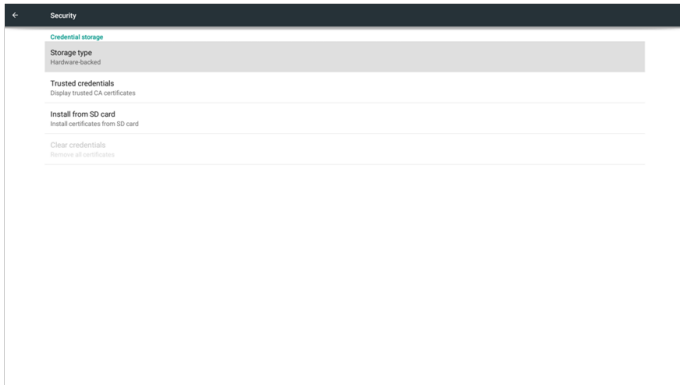 Security
Credential storage
Storage type
Hardware-backed
Trusted credentials
Display trusted CA certificates
Install from SD card
Install certificates from SD card
Clear credentials
Remove all certificates